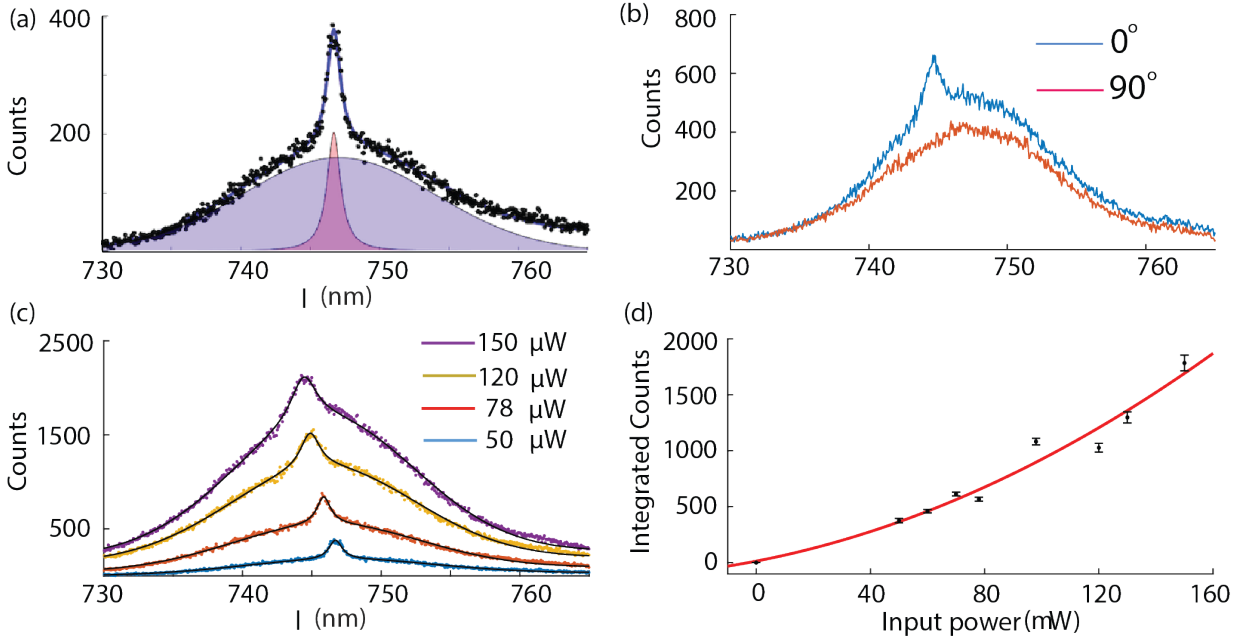 (a)
400
200
0
Counts
730
740
750
760
l (nm)
(b)
800
600
400
200
Counts
0°
90°
730
740
750
760
(c)
2500
1500
500
Counts
150 µW
120 µW
78 µW
50 µW
730
740
750
760
l (nm)
(d)
2000
1500
1000
500
0
Integrated Counts
0
40
80
120
160
Input power (mW)